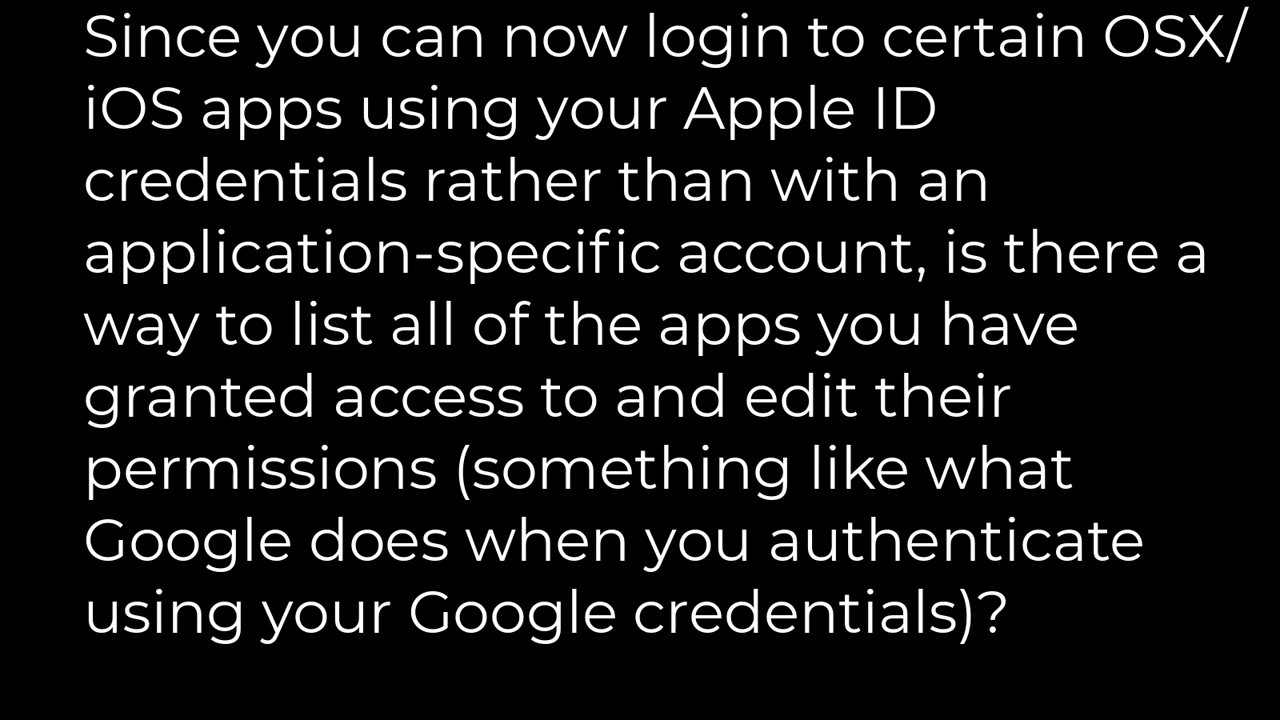 Since you can now login to certain OSX/
iOS apps using your Apple ID
credentials rather than with an
application-specific account, is there a
way to list all of the apps you have
granted access to and edit their
permissions (something like what
Google does when you authenticate
using your Google credentials)?